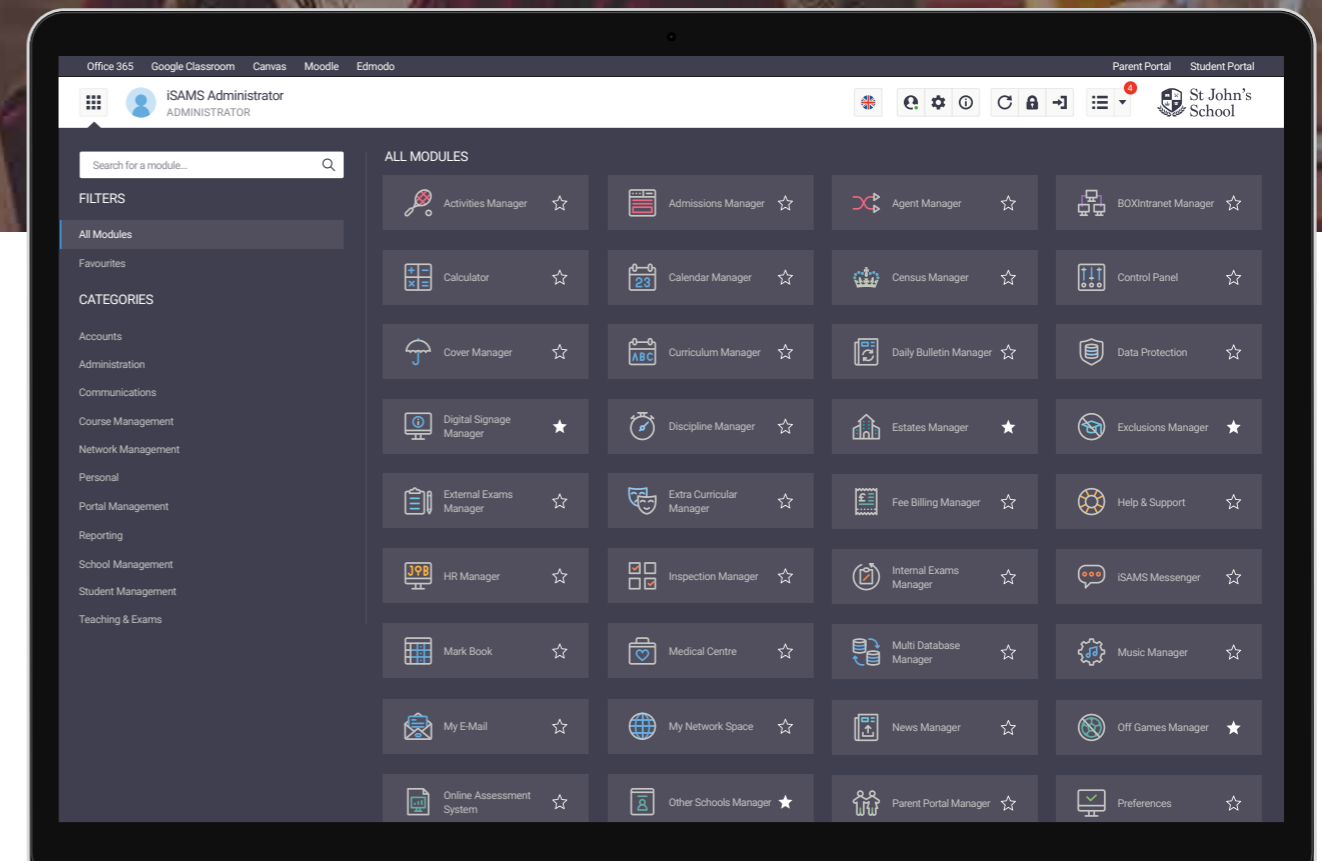 Office 365 Google Classroom Canvas Moodle Edmodo Parent Portal Student Portal
iSAMS Administrator
ADMINISTRATOR
4
St John's
School
Search for a module...
FILTERS
All Modules
Favourites
CATEGORIES
Accounts
Administration
Communications
Course Management
Network Management
Personal
Portal Management
Reporting
School Management
Student Management
Teaching & Exams
ALL MODULES
Activities Manager
Admissions Manager
Agent Manager
BOXIntranet Manager
Calculator
23
Calendar Manager
Census Manager
Control Panel
Cover Manager
ABC
Curriculum Manager
Daily Bulletin Manager
Data Protection
Digital Signage
Manager
Discipline Manager
Estates Manager
Exclusions Manager
External Exams
Manager
Extra Curricular
Manager
£
Fee Billing Manager
Help & Support
JOB
HR Manager
Inspection Manager
Internal Exams
Manager
iSAMS Messenger
Mark Book
Medical Centre
Multi Database
Manager
Music Manager
My E-Mail
My Network Space
News Manager
Off Games Manager
Online Assessment
System
Other Schools Manager
Parent Portal Manager
Preferences